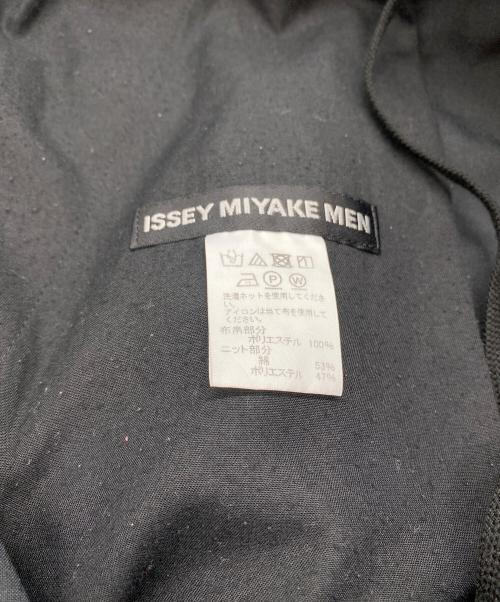 ISSEY MIYAKE MEN
洗濯ネットを使用してくださ
い。
アイロンは当て布を使用して
ください。
布帛部分
ポリエステル 100%
ニット部分
綿 53%
ポリエステル 47%